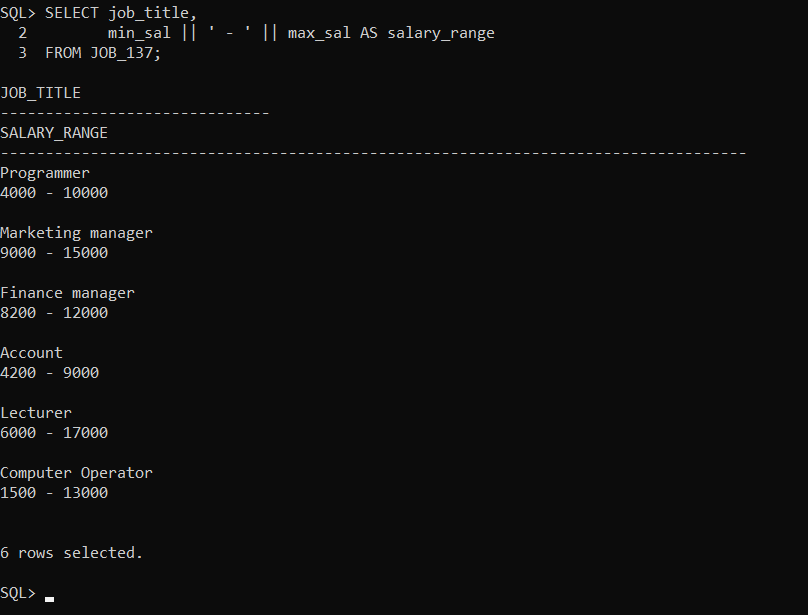 SQL> SELECT job_title,
  2         min_sal || ' - ' || max_sal AS salary_range
  3  FROM JOB_137;

JOB_TITLE
------------------------------
SALARY_RANGE
-----------------------------------------------------------------------------------
Programmer
4000 - 10000

Marketing manager
9000 - 15000

Finance manager
8200 - 12000

Account
4200 - 9000

Lecturer
6000 - 17000

Computer Operator
1500 - 13000


6 rows selected.

SQL>